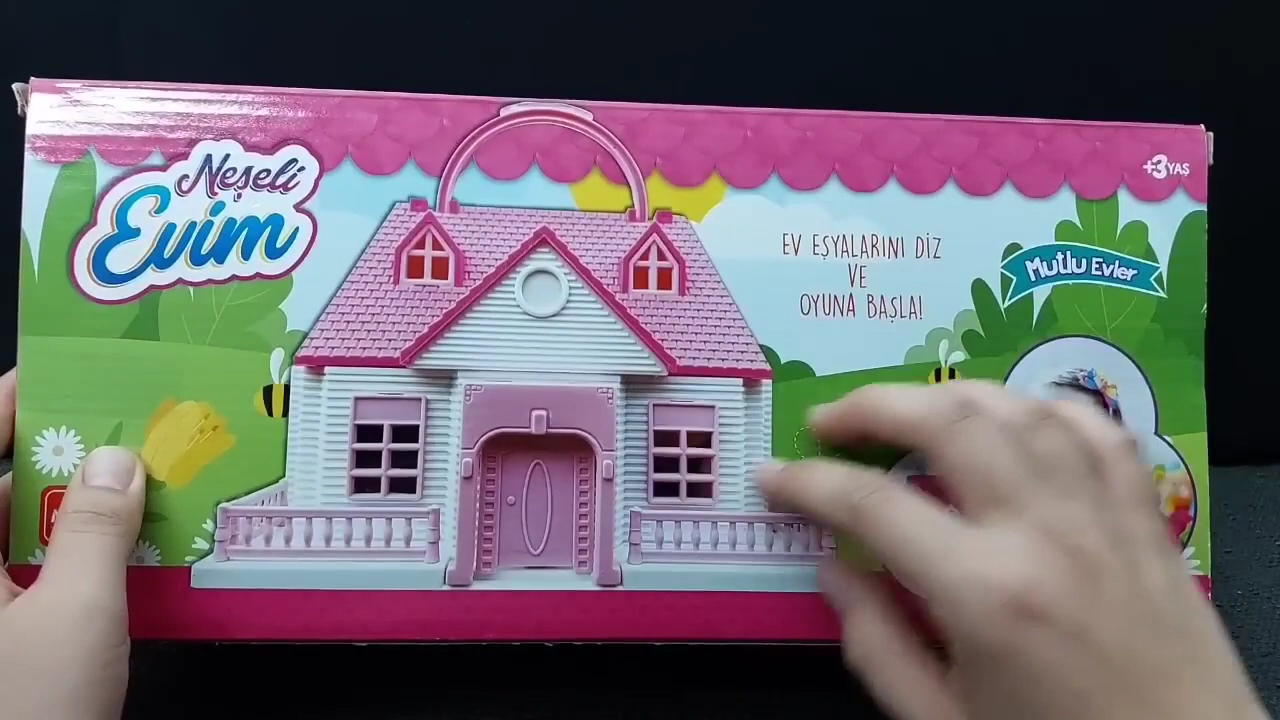 Neşeli
Evim
+3 YAŞ
EV EŞYALARINI DİZ
VE
OYUNA BAŞLA!
Mutlu Evler